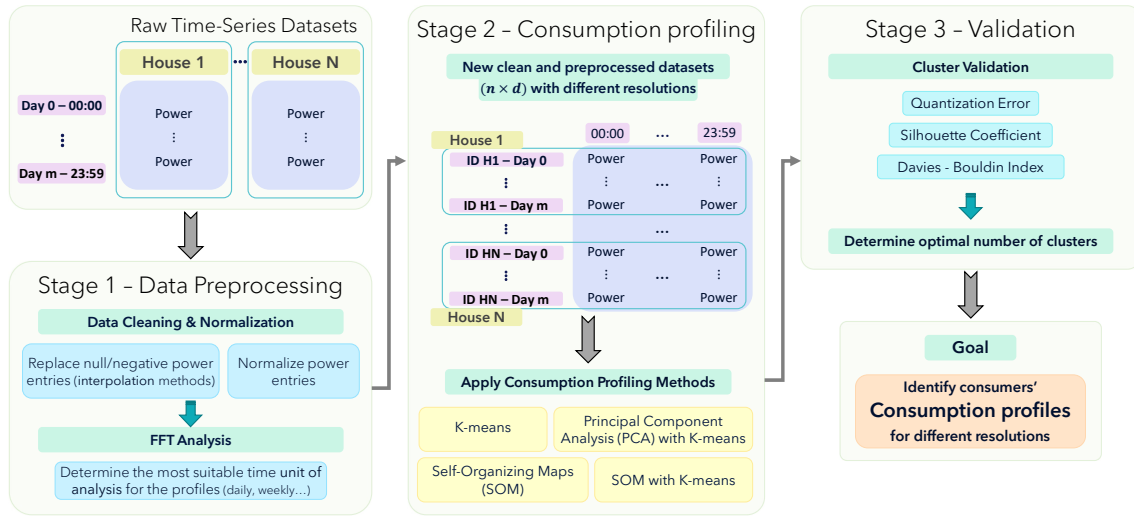 Raw Time-Series Datasets
House 1
...
House N
Day 0 – 00:00
Power
Power
⋮
⋮
⋮
Day m – 23:59
Power
Power
Stage 1 – Data Preprocessing
Data Cleaning & Normalization
Replace null/negative power
entries (interpolation methods)
Normalize power
entries
FFT Analysis
Determine the most suitable time unit of
analysis for the profiles (daily, weekly...)
Stage 2 – Consumption profiling
New clean and preprocessed datasets
(n × d) with different resolutions
00:00
...
23:59
House 1
ID H1 – Day 0
Power
Power
⋮
⋮
...
⋮
ID H1 – Day m
Power
Power
⋮
...
ID HN – Day 0
Power
Power
⋮
⋮
...
⋮
ID HN – Day m
Power
Power
House N
Apply Consumption Profiling Methods
K-means
Principal Component
Analysis (PCA) with K-means
Self-Organizing Maps
(SOM)
SOM with K-means
Stage 3 – Validation
Cluster Validation
Quantization Error
Silhouette Coefficient
Davies - Bouldin Index
Determine optimal number of clusters
Goal
Identify consumers'
Consumption profiles
for different resolutions